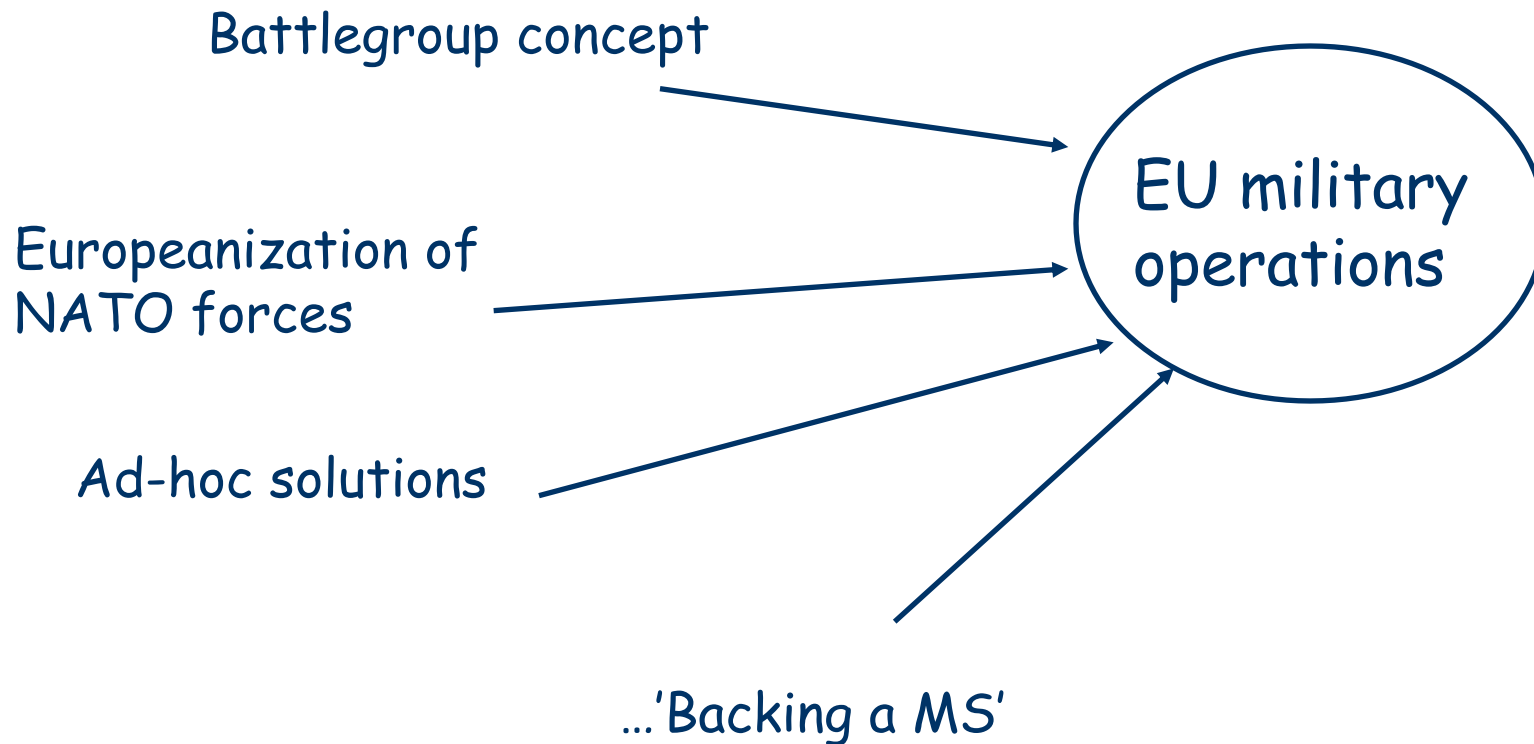 Battlegroup concept
EU military
operations
Europeanization of
NATO forces
Ad-hoc solutions
...’Backing a MS’